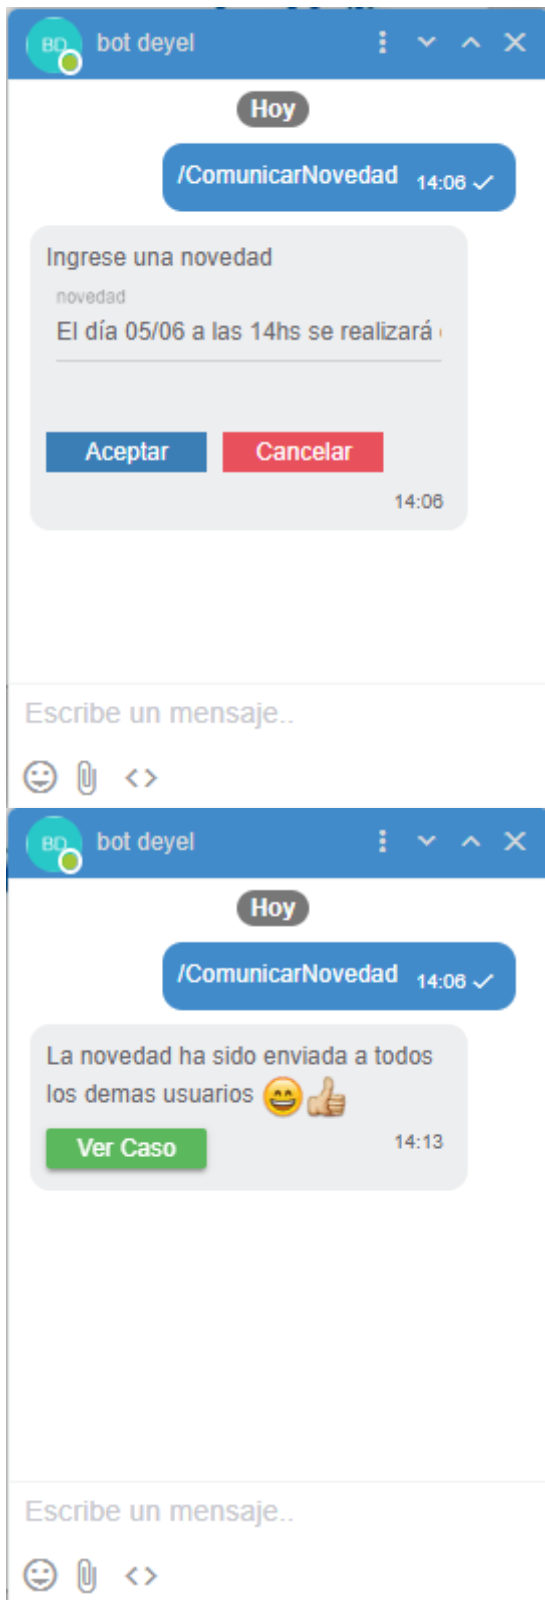 BD bot deyel
Hoy
/ComunicarNovedad 14:06
Ingrese una novedad
novedad
El día 05/06 a las 14hs se realizará
Aceptar Cancelar
14:06
Escribe un mensaje..
BD bot deyel
Hoy
/ComunicarNovedad 14:06
La novedad ha sido enviada a todos
los demas usuarios 😄👍
Ver Caso 14:13
Escribe un mensaje..